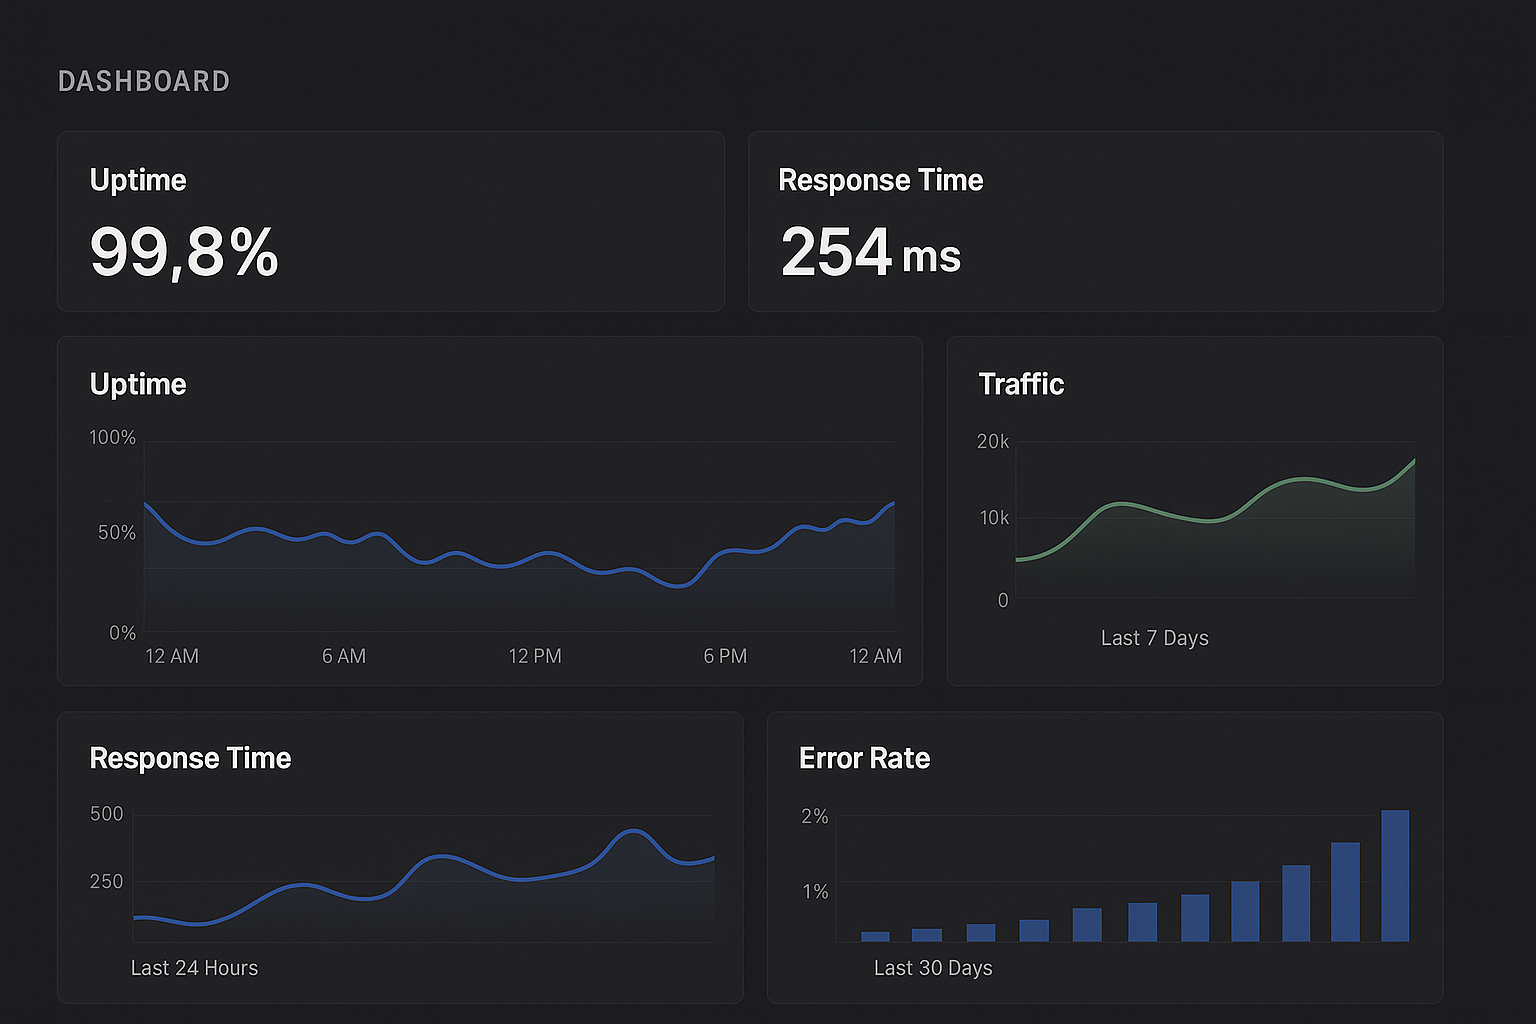 DASHBOARD
Uptime
99,8%
Response Time
254 ms
Uptime
100%
50%
0%
12 AM 6 AM 12 PM 6 PM 12 AM
Traffic
20k
10k
0
Last 7 Days
Response Time
500
250
Last 24 Hours
Error Rate
2%
1%
Last 30 Days